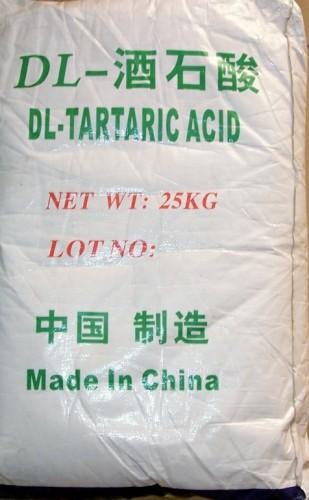 DL-酒石酸
DL-TARTARIC ACID
NET WT: 25KG
LOT NO:
中国 制造
Made In China